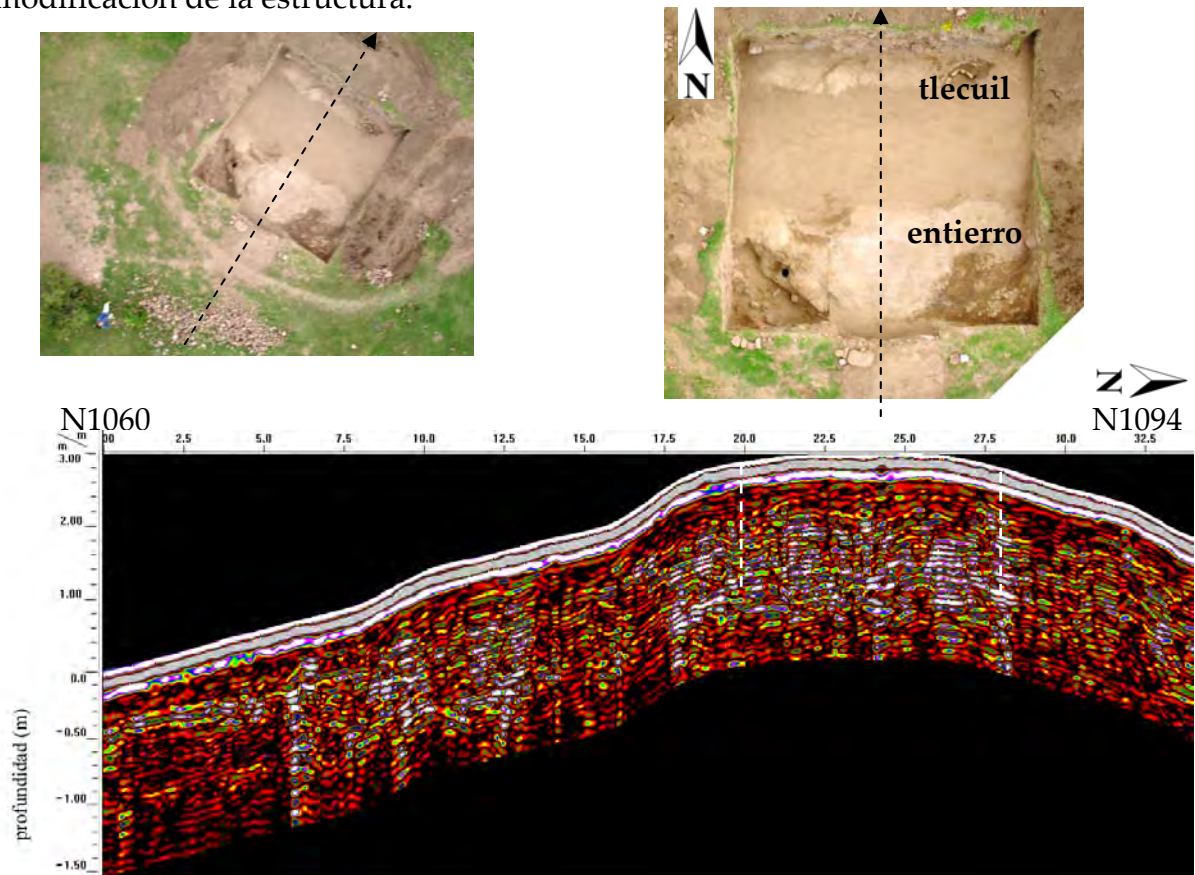 modificación de la estructura.
N
tlecuil
entierro
N
N1060
N1094
m
m
00 2.5 5.0 7.5 10.0 12.5 15.0 17.5 20.0 22.5 25.0 27.5 30.0 32.5
3.00
2.00
1.00
0.0
-0.50
-1.00
-1.50
profundidad (m)